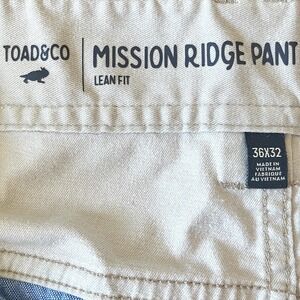 TOAD&CO
MISSION RIDGE PANT
LEAN FIT
36X32
MADE IN
VIETNAM
FABRIQUÉ
AU VIETNAM